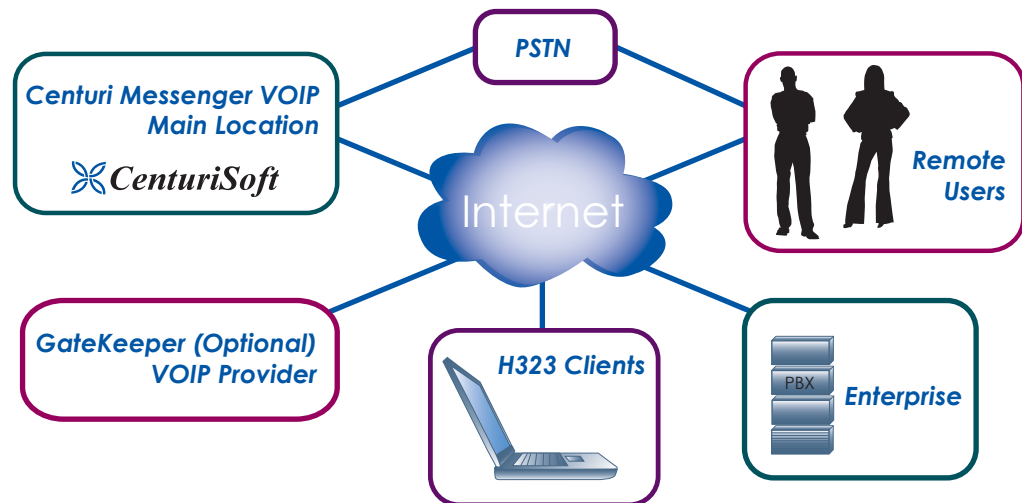 PSTN
Centuri Messenger VOIP
Main Location
CenturiSoft
Internet
Remote
Users
GateKeeper (Optional)
VOIP Provider
H323 Clients
PBX
Enterprise